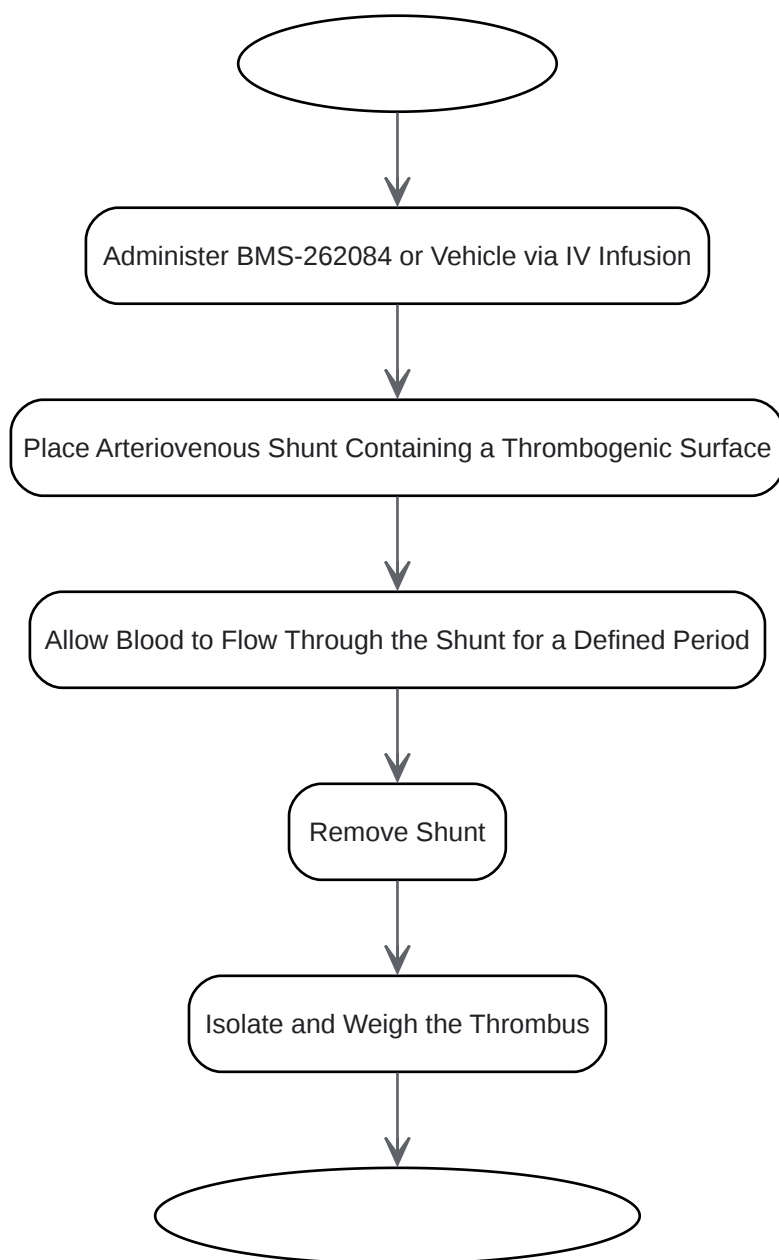 Administer BMS-262084 or Vehicle via IV Infusion
Place Arteriovenous Shunt Containing a Thrombogenic Surface
Allow Blood to Flow Through the Shunt for a Defined Period
Remove Shunt
Isolate and Weigh the Thrombus